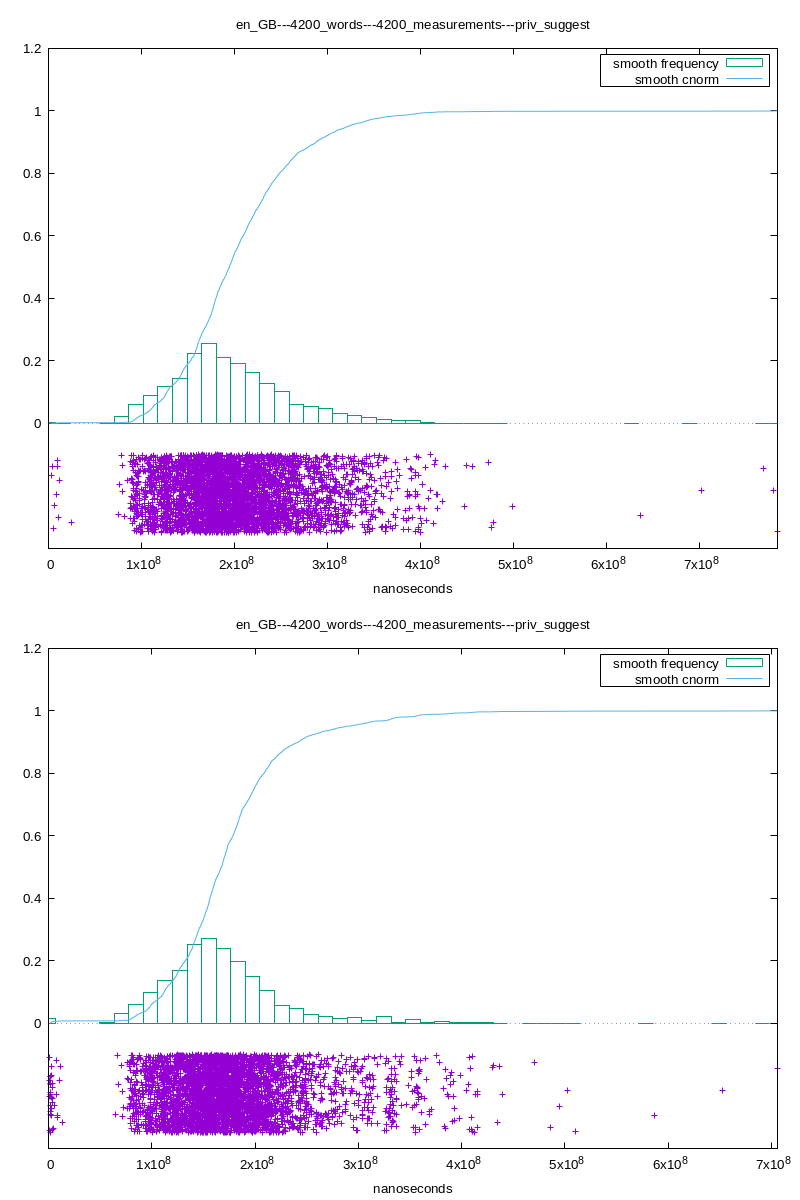 en_GB---4200_words---4200_measurements---priv_suggest
1.2
smooth frequency
smooth cnorm
1
0.8
0.6
0.4
0.2
0
0 1x10^8 2x10^8 3x10^8 4x10^8 5x10^8 6x10^8 7x10^8
nanoseconds
en_GB---4200_words---4200_measurements---priv_suggest
1.2
smooth frequency
smooth cnorm
1
0.8
0.6
0.4
0.2
0
0 1x10^8 2x10^8 3x10^8 4x10^8 5x10^8 6x10^8 7x10^8
nanoseconds